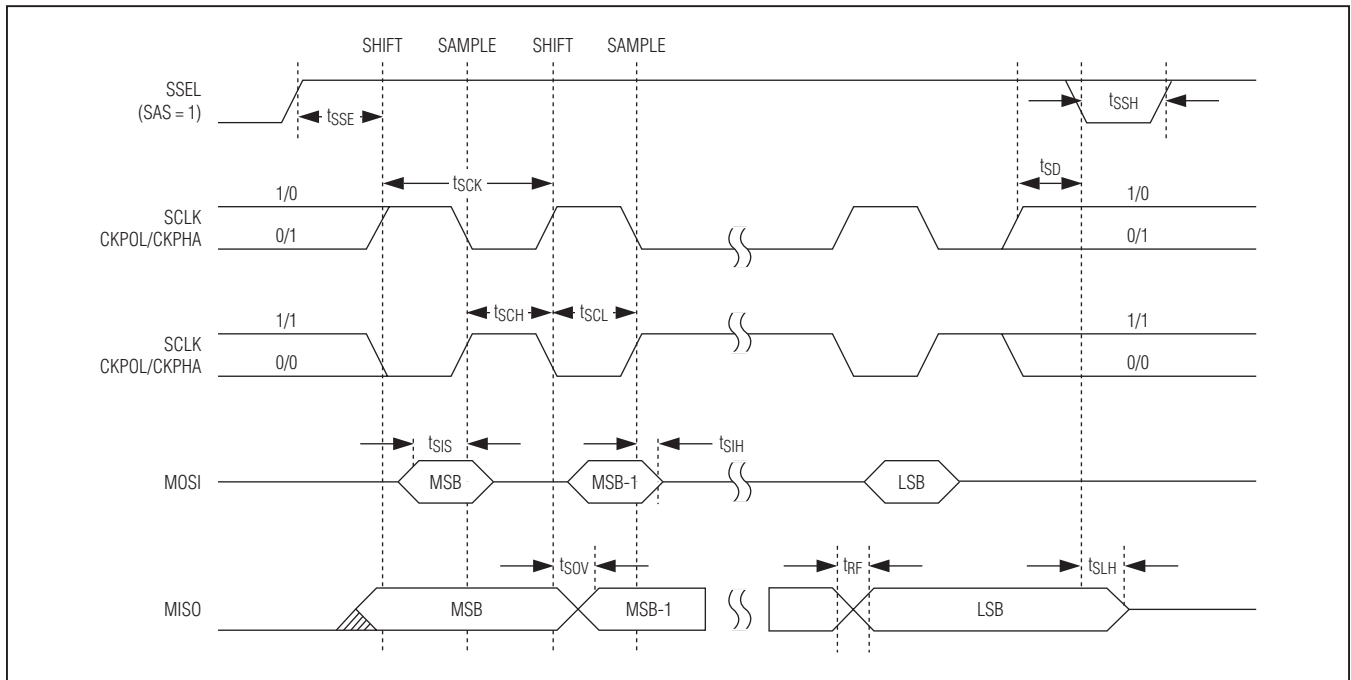 SHIFT SAMPLE SHIFT SAMPLE
SSEL
(SAS = 1)
tSSE
tSSH
tSCK
tSD
1/0 1/0
SCLK
CKPOL/CKPHA
0/1 0/1
tSCH tSCL
1/1 1/1
SCLK
CKPOL/CKPHA
0/0 0/0
tSIS tSIH
MOSI MSB MSB-1 LSB
tSOV tRF tSLH
MISO MSB MSB-1 LSB